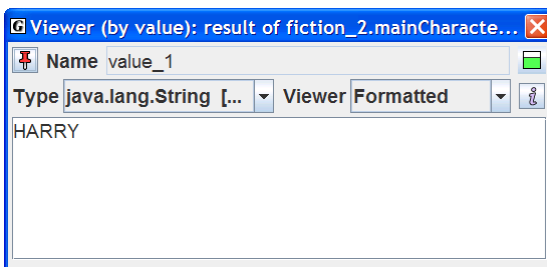 G Viewer (by value): result of fiction_2.mainCharacte...
Name value_1
Type java.lang.String [... Viewer Formatted i
HARRY